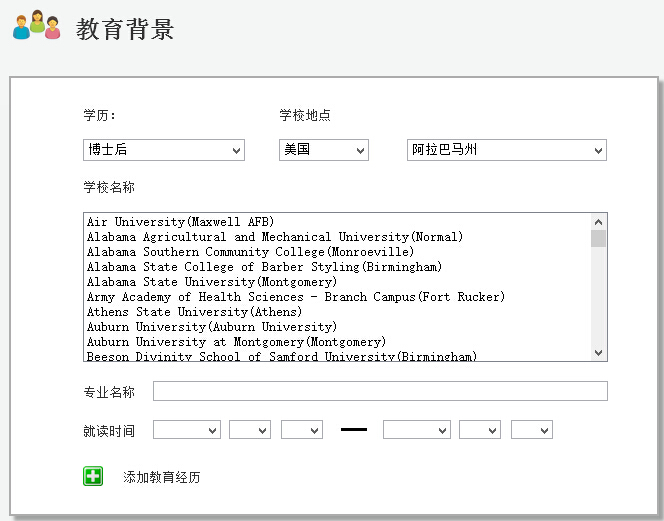 教育背景
学历：
学校地点
博士后
美国
阿拉巴马州
学校名称
Air University(Maxwell AFB)
Alabama Agricultural and Mechanical University(Normal)
Alabama Southern Community College(Monroeville)
Alabama State College of Barber Styling(Birmingham)
Alabama State University(Montgomery)
Army Academy of Health Sciences - Branch Campus(Fort Rucker)
Athens State University(Athens)
Auburn University(Auburn University)
Auburn University at Montgomery(Montgomery)
Beeson Divinity School of Samford University(Birmingham)
专业名称
就读时间
添加教育经历